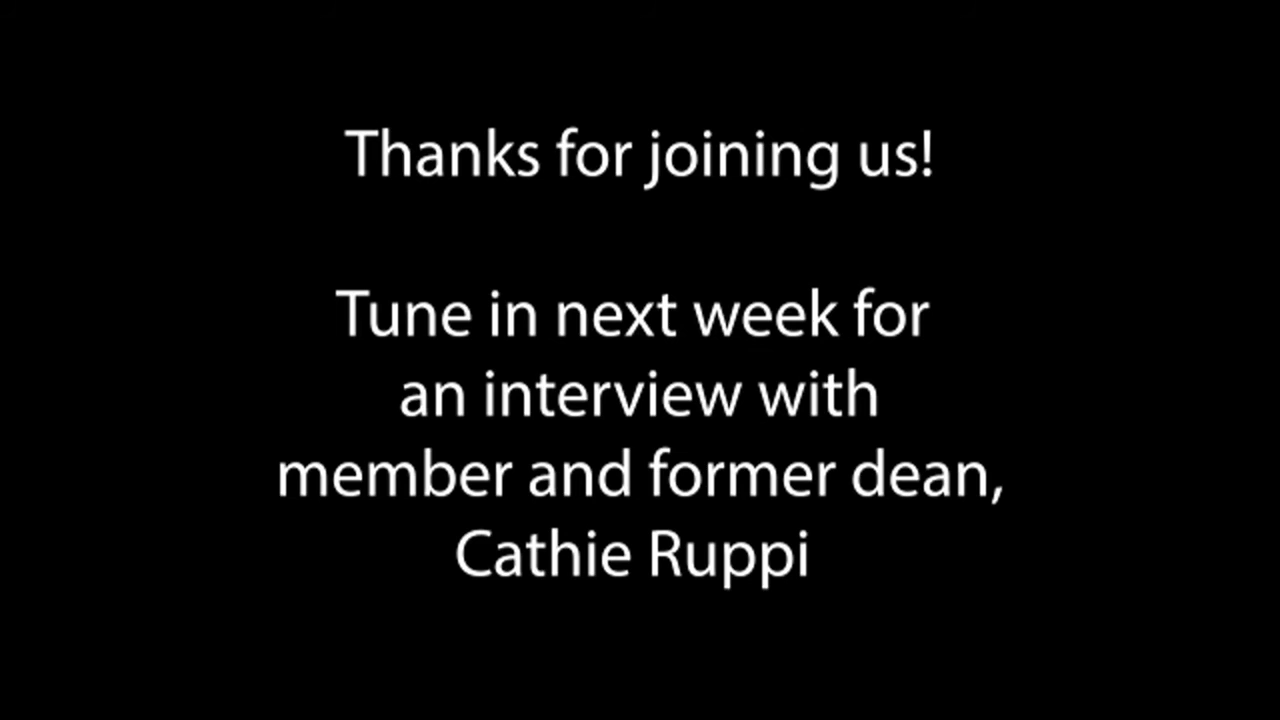 Thanks for joining us!
Tune in next week for
an interview with
member and former dean,
Cathie Ruppi